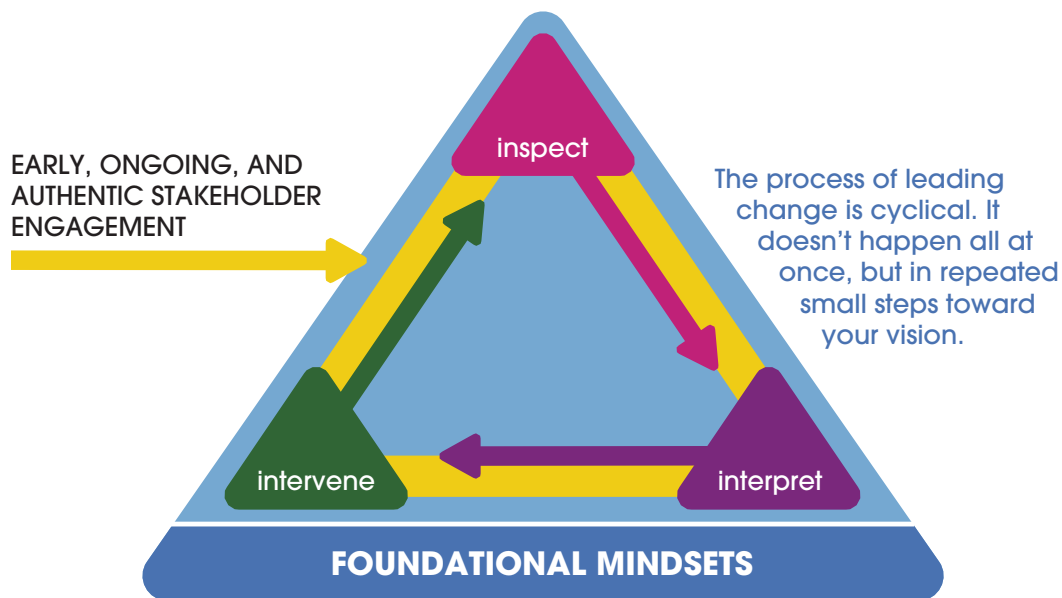 inspect
EARLY, ONGOING, AND
AUTHENTIC STAKEHOLDER
ENGAGEMENT
The process of leading
change is cyclical. It
doesn’t happen all at
once, but in repeated
small steps toward
your vision.
intervene
interpret
FOUNDATIONAL MINDSETS